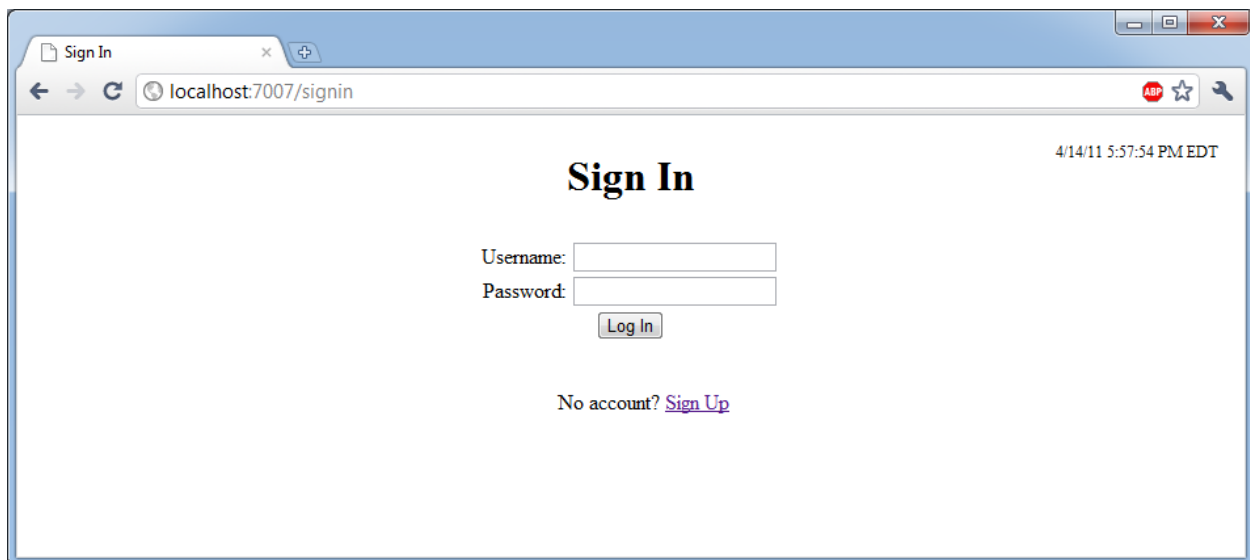 Sign In
localhost:7007/signin
ABP
4/14/11 5:57:54 PM EDT
Sign In
Username:
Password:
Log In
No account? Sign Up